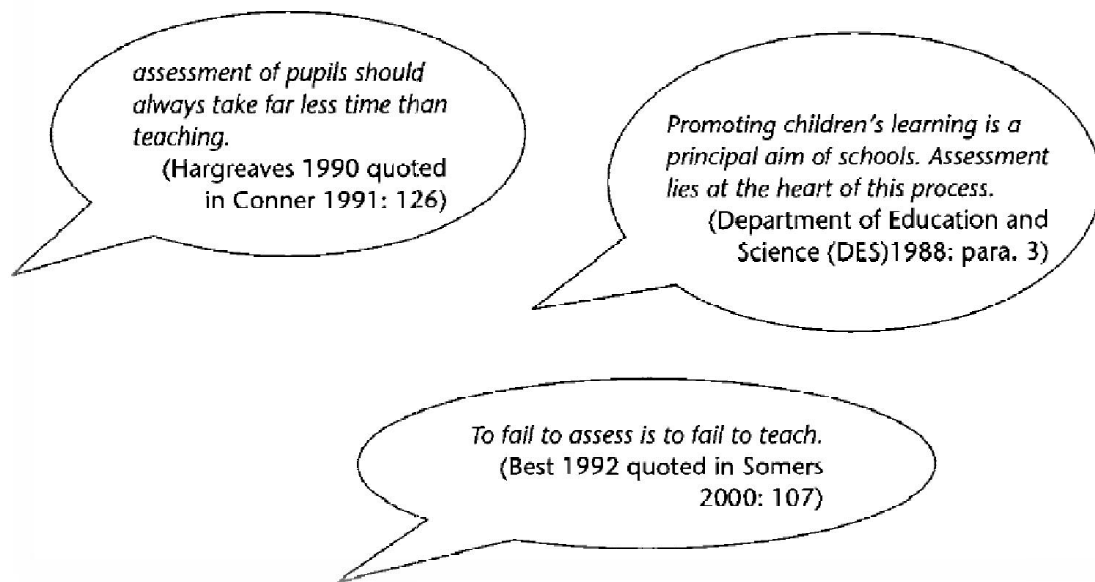 assessment of pupils should
always take far less time than
teaching.
(Hargreaves 1990 quoted
in Conner 1991: 126)
Promoting children's learning is a
principal aim of schools. Assessment
lies at the heart of this process.
(Department of Education and
Science (DES)1988: para. 3)
To fail to assess is to fail to teach.
(Best 1992 quoted in Somers
2000: 107)